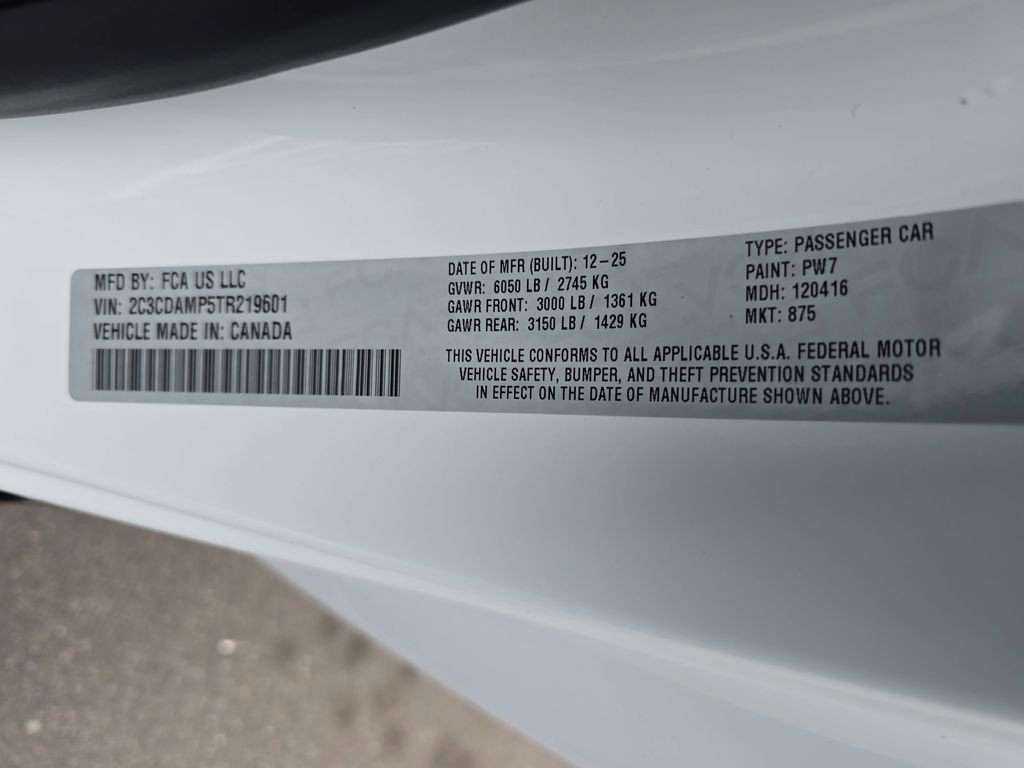 MFD BY: FCA US LLC
VIN: 2C3CDAMP5TR219601
VEHICLE MADE IN: CANADA
DATE OF MFR (BUILT): 12-25
GVWR: 6050 LB / 2745 KG
GAWR FRONT: 3000 LB / 1361 KG
GAWR REAR: 3150 LB / 1429 KG
TYPE: PASSENGER CAR
PAINT: PW7
MDH: 120416
MKT: 875
THIS VEHICLE CONFORMS TO ALL APPLICABLE U.S.A. FEDERAL MOTOR
VEHICLE SAFETY, BUMPER, AND THEFT PREVENTION STANDARDS
IN EFFECT ON THE DATE OF MANUFACTURE SHOWN ABOVE.